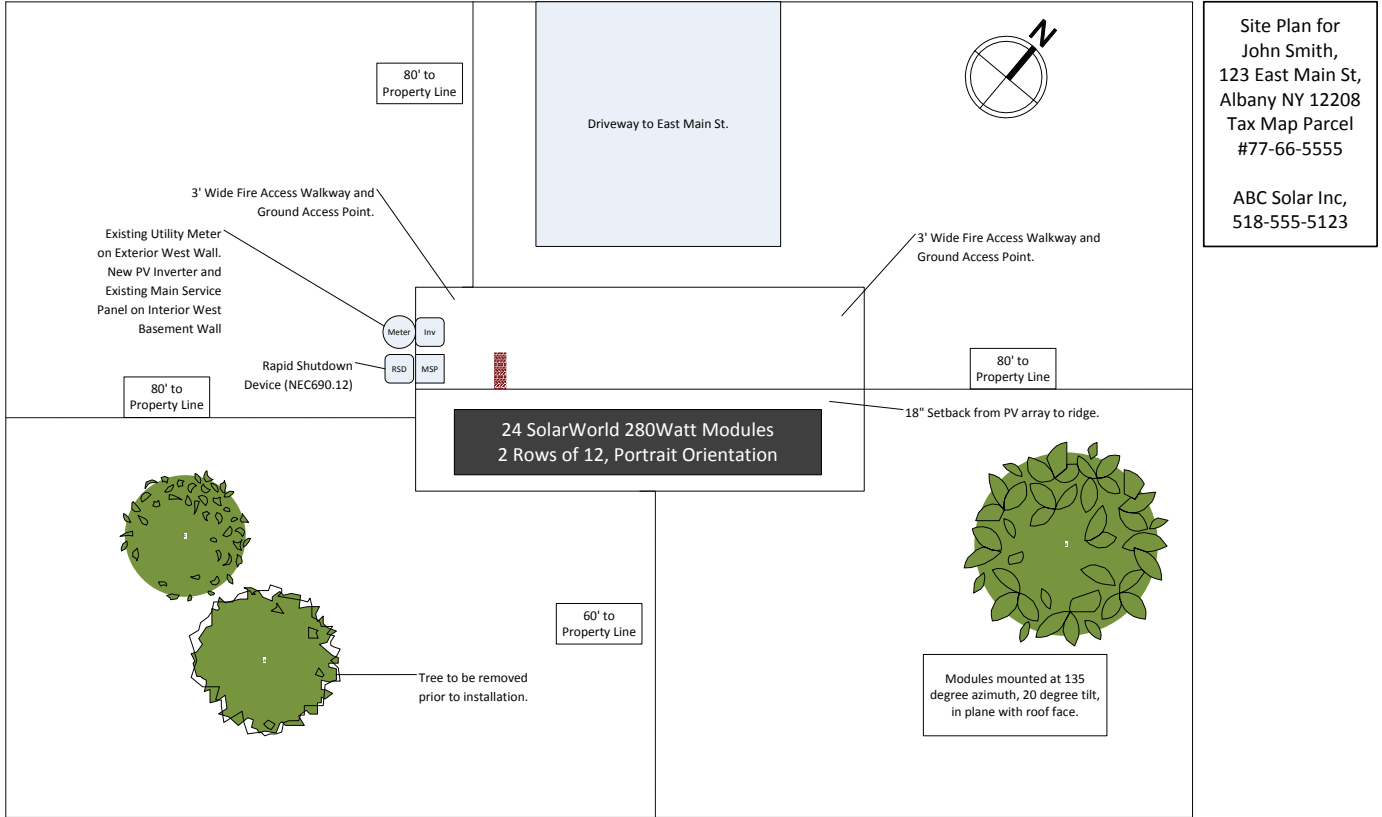 Site Plan for
John Smith,
123 East Main St,
Albany NY 12208
Tax Map Parcel
#77-66-5555
ABC Solar Inc,
518-555-5123
N
80' to
Property Line
Driveway to East Main St.
3' Wide Fire Access Walkway and
Ground Access Point.
Existing Utility Meter
on Exterior West Wall.
New PV Inverter and
Existing Main Service
Panel on Interior West
Basement Wall
3' Wide Fire Access Walkway and
Ground Access Point.
Meter
Inv
Rapid Shutdown
Device (NEC690.12)
RSD
MSP
80' to
Property Line
80' to
Property Line
18" Setback from PV array to ridge.
24 SolarWorld 280Watt Modules
2 Rows of 12, Portrait Orientation
60' to
Property Line
Tree to be removed
prior to installation.
Modules mounted at 135
degree azimuth, 20 degree tilt,
in plane with roof face.